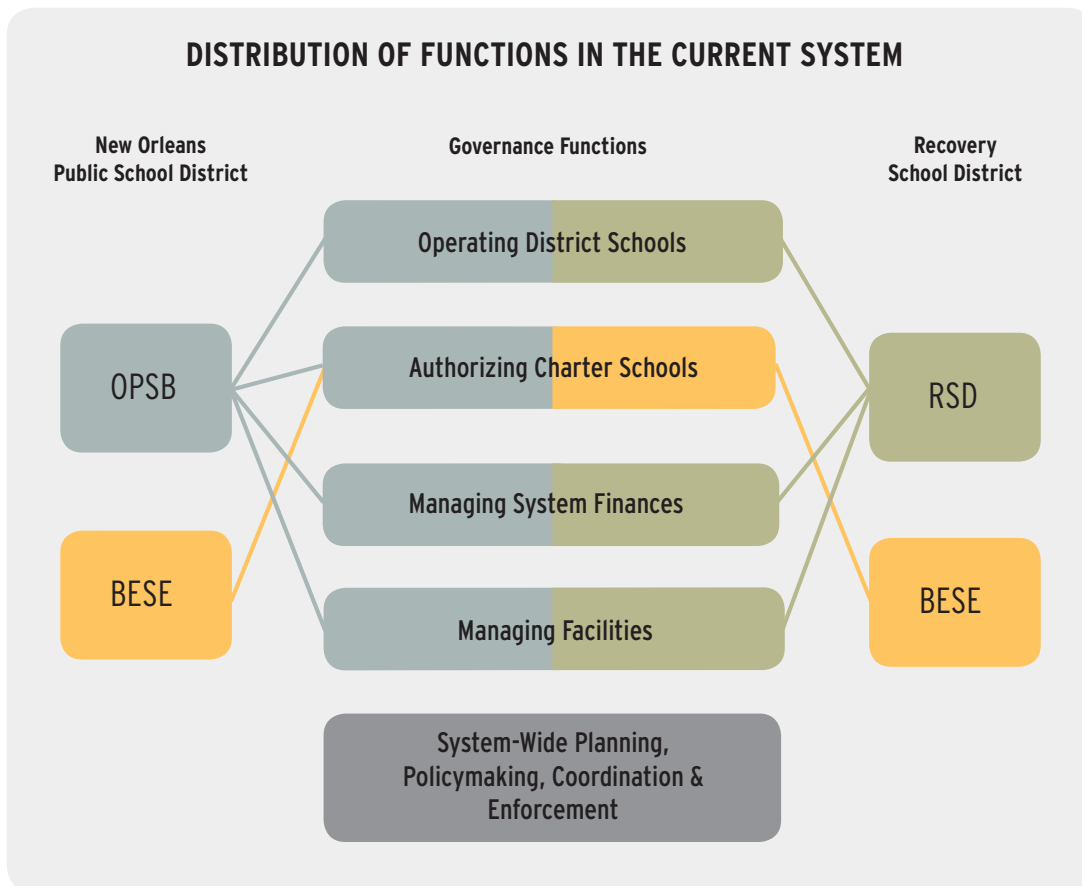 DISTRIBUTION OF FUNCTIONS IN THE CURRENT SYSTEM
New Orleans
Public School District
Governance Functions
Recovery
School District
Operating District Schools
Authorizing Charter Schools
Managing System Finances
Managing Facilities
System-Wide Planning,
Policymaking, Coordination &
Enforcement
OPSB
BESE
RSD
BESE